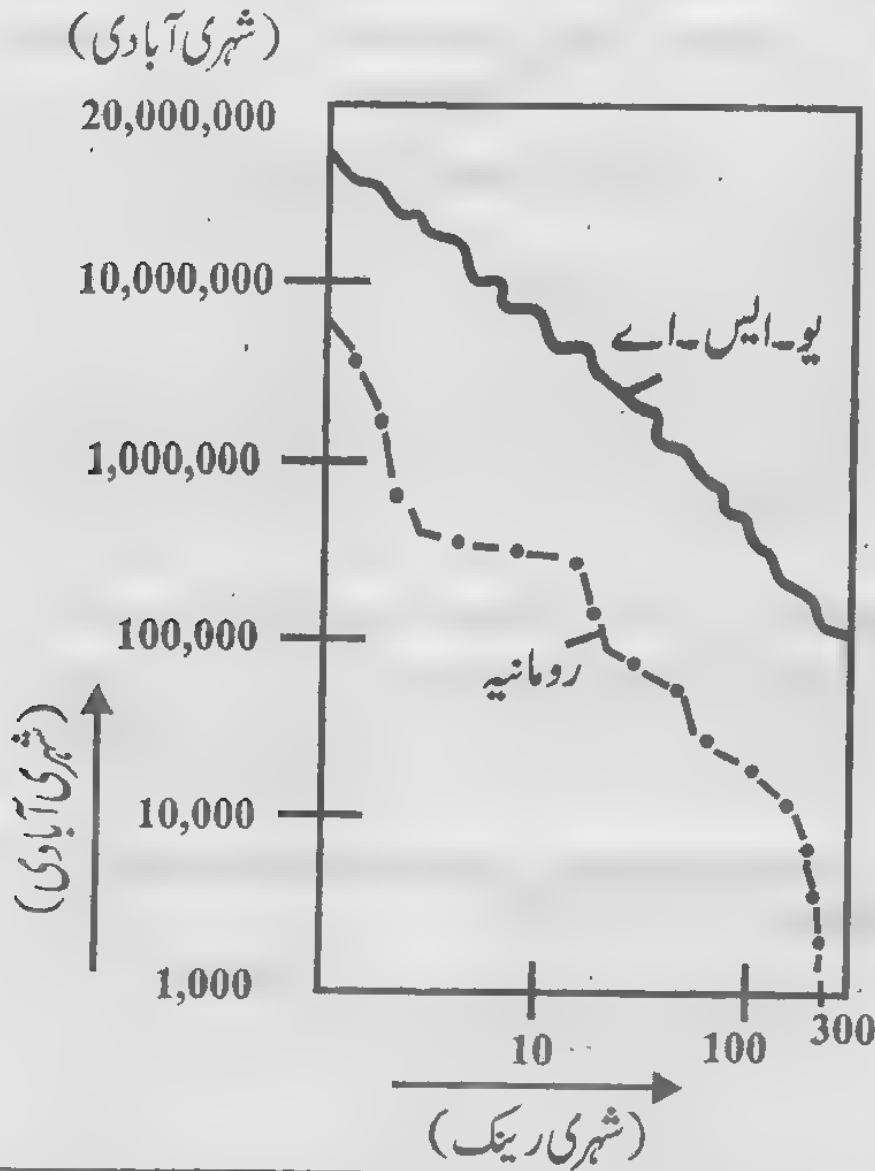 (شہری آبادی)
20,000,000
10,000,000
یو-ایس-اے
1,000,000
100,000
رومانیہ
(شہری آبادی)
10,000
1,000
10
100
300
(شہری رینک)